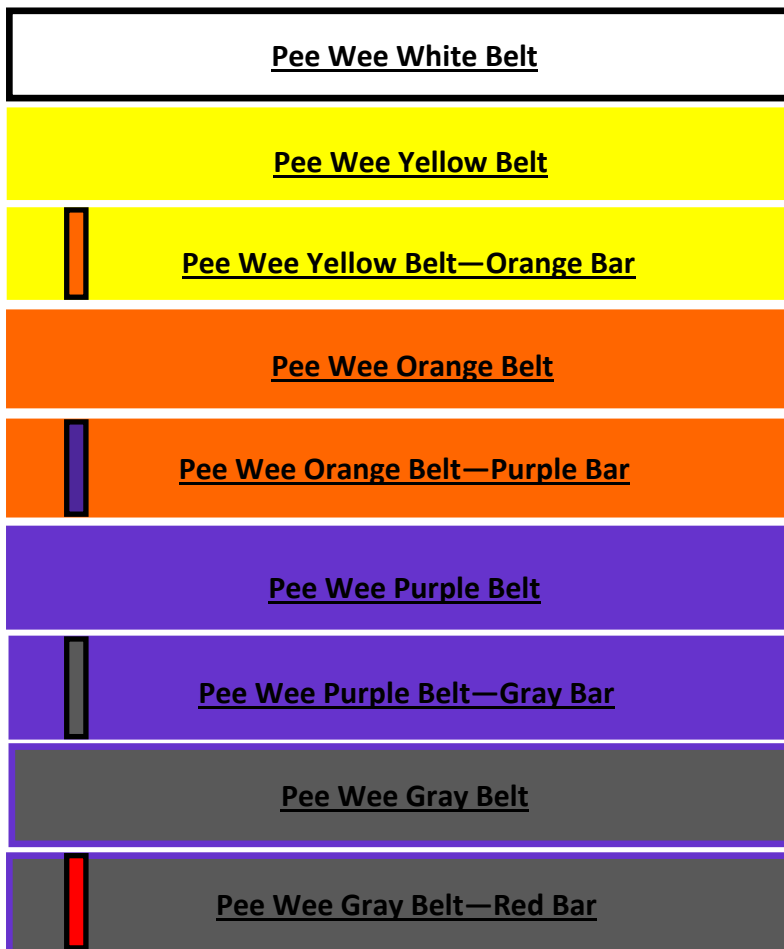 Pee Wee White Belt
Pee Wee Yellow Belt
Pee Wee Yellow Belt—Orange Bar
Pee Wee Orange Belt
Pee Wee Orange Belt—Purple Bar
Pee Wee Purple Belt
Pee Wee Purple Belt—Gray Bar
Pee Wee Gray Belt
Pee Wee Gray Belt—Red Bar